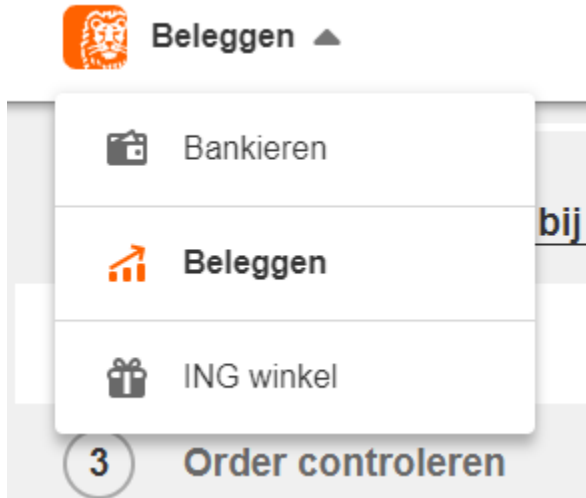 Beleggen
Bankieren
bij
Beleggen
ING winkel
3 Order controleren